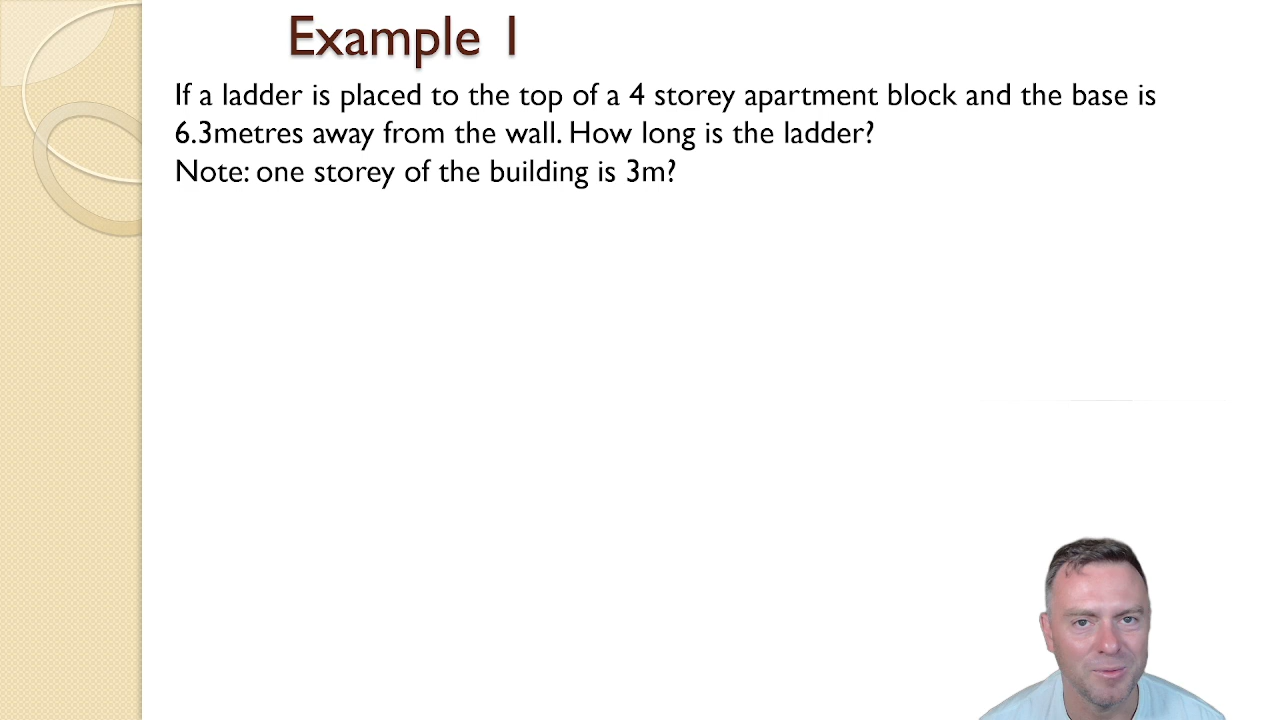 Example 1
If a ladder is placed to the top of a 4 storey apartment block and the base is
6.3metres away from the wall. How long is the ladder?
Note: one storey of the building is 3m?